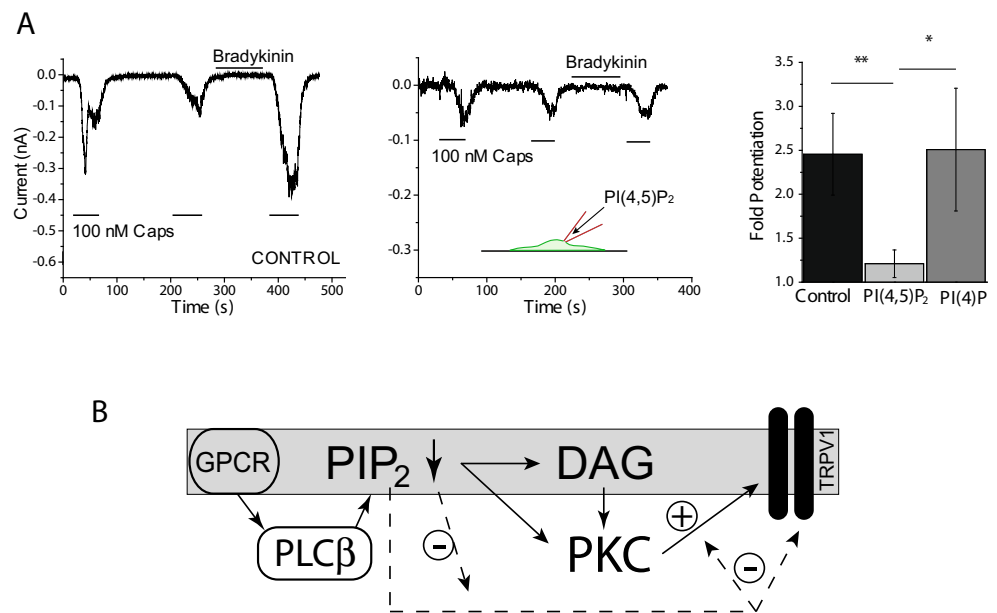 A
Bradykinin
0.0
-0.1
-0.2
-0.3
-0.4
-0.5
-0.6
Current (nA)
100 nM Caps
CONTROL
0 100 200 300 400 500
Time (s)
Bradykinin
0.0
-0.1
-0.2
-0.3
100 nM Caps
PI(4,5)P2
0 100 200 300 400
Time (s)
** *
4.5
3.5
3.0
2.5
2.0
1.5
1.0
Fold Potentiation
Control PI(4,5)P2 PI(4)P
B
GPCR PIP2 DAG TRPV1
PLCβ - PKC + -